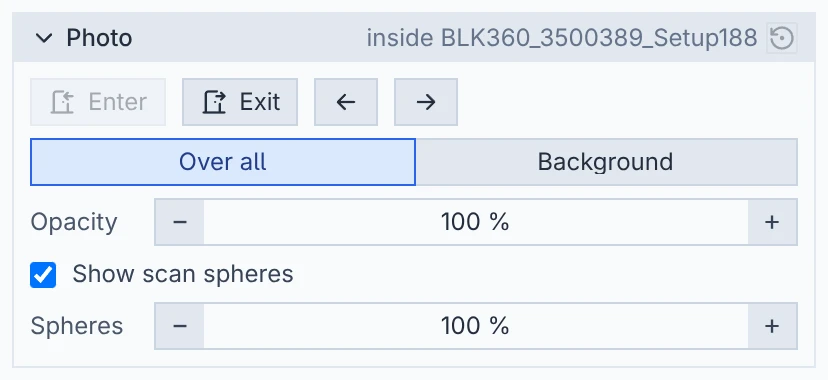 Photo inside BLK360_3500389_Setup188
Enter Exit ← →
Over all Background
Opacity − 100 % +
Show scan spheres
Spheres − 100 % +